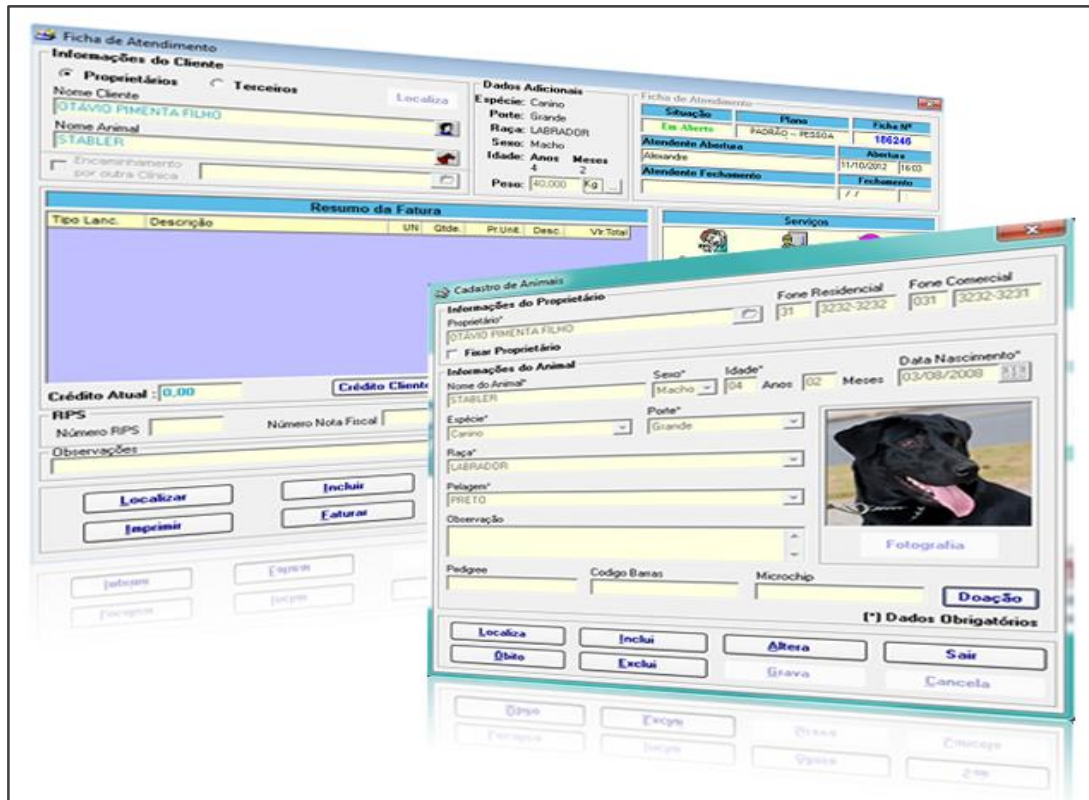 Ficha de Atendimento
Informações do Cliente
Proprietários
Terceiros
Localiza
Nome Cliente
OTÁVIO PIMENTA FILHO
Nome Animal
STABLER
Encaminhamento
por outra Clínica
Dados Adicionais
Espécie: Canino
Porte: Grande
Raça: LABRADOR
Sexo: Macho
Idade: Anos Meses
4 2
Peso: 40,000 Kg ...
Ficha de Atendimento
Situação Plano Ficha Nº
Em Aberto PADRÃO - PESSOA 186246
Atendente Abertura Abertura
Alexandre 11/10/2012 16:03
Atendente Fechamento Fechamento
/ / :
Resumo da Fatura
Tipo Lanc. Descrição UN Qtde. Pr.Unit. Desc. Vlr.Total
Serviços
Crédito Atual : 0,00
Crédito Cliente
RPS
Número RPS
Número Nota Fiscal
Observações
Localizar
Incluir
Imprimir
Faturar
Cadastro de Animais
Informações do Proprietário
Proprietário*
OTÁVIO PIMENTA FILHO
Fixar Proprietário
Fone Residencial
31 3232-3232
Fone Comercial
031 3232-3231
Informações do Animal
Nome do Animal*
STABLER
Sexo*
Macho
Idade*
04 Anos 02 Meses
Data Nascimento*
03/08/2008
Espécie*
Canino
Porte*
Grande
Raça*
LABRADOR
Pelagem*
PRETO
Observação
Fotografia
Pedigree
Codigo Barras
Microchip
Doação
(*) Dados Obrigatórios
Localiza
Inclui
Altera
Sair
Óbito
Exclui
Grava
Cancela